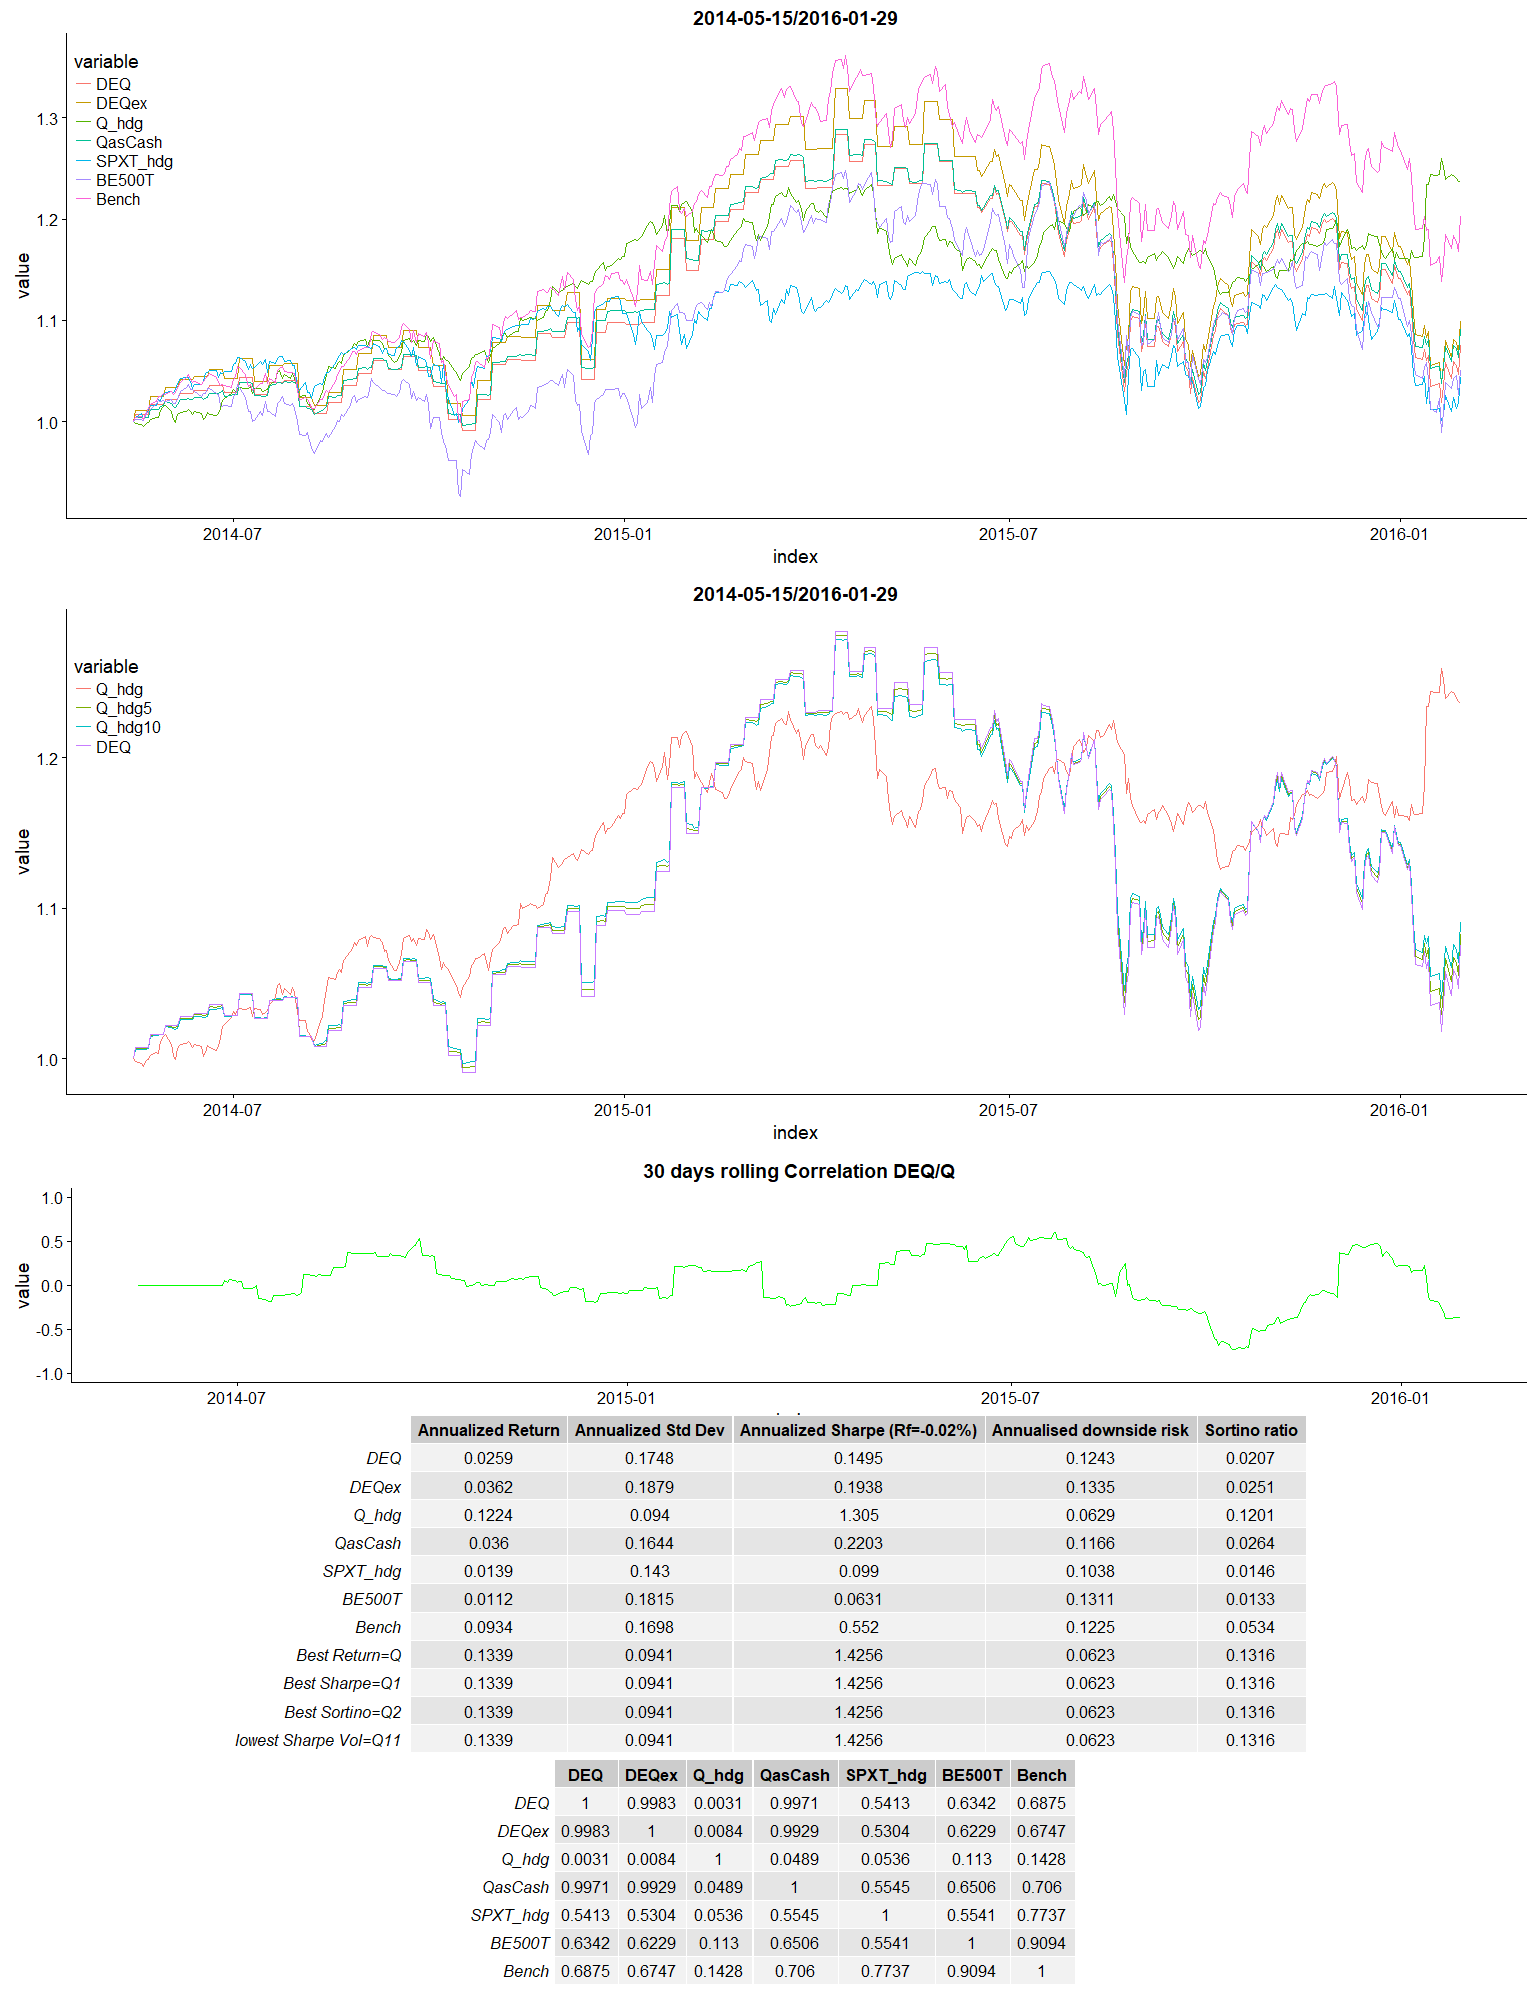 2014-05-15/2016-01-29
variable
DEQ
DEQex
Q_hdg
QasCash
SPXT_hdg
BE500T
Bench
1.3
1.2
1.1
1.0
value
2014-07 2015-01 2015-07 2016-01
index
2014-05-15/2016-01-29
variable
Q_hdg
Q_hdg5
Q_hdg10
DEQ
1.2
1.1
1.0
value
2014-07 2015-01 2015-07 2016-01
index
30 days rolling Correlation DEQ/Q
1.0
0.5
0.0
-0.5
-1.0
value
2014-07 2015-01 2015-07 2016-01
Annualized Return Annualized Std Dev Annualized Sharpe (Rf=-0.02%) Annualised downside risk Sortino ratio
DEQ 0.0259 0.1748 0.1495 0.1243 0.0207
DEQex 0.0362 0.1879 0.1938 0.1335 0.0251
Q_hdg 0.1224 0.094 1.305 0.0629 0.1201
QasCash 0.036 0.1644 0.2203 0.1166 0.0264
SPXT_hdg 0.0139 0.143 0.099 0.1038 0.0146
BE500T 0.0112 0.1815 0.0631 0.1311 0.0133
Bench 0.0934 0.1698 0.552 0.1225 0.0534
Best Return=Q 0.1339 0.0941 1.4256 0.0623 0.1316
Best Sharpe=Q1 0.1339 0.0941 1.4256 0.0623 0.1316
Best Sortino=Q2 0.1339 0.0941 1.4256 0.0623 0.1316
lowest Sharpe Vol=Q11 0.1339 0.0941 1.4256 0.0623 0.1316
DEQ DEQex Q_hdg QasCash SPXT_hdg BE500T Bench
DEQ 1 0.9983 0.0031 0.9971 0.5413 0.6342 0.6875
DEQex 0.9983 1 0.0084 0.9929 0.5304 0.6229 0.6747
Q_hdg 0.0031 0.0084 1 0.0489 0.0536 0.113 0.1428
QasCash 0.9971 0.9929 0.0489 1 0.5545 0.6506 0.706
SPXT_hdg 0.5413 0.5304 0.0536 0.5545 1 0.5541 0.7737
BE500T 0.6342 0.6229 0.113 0.6506 0.5541 1 0.9094
Bench 0.6875 0.6747 0.1428 0.706 0.7737 0.9094 1